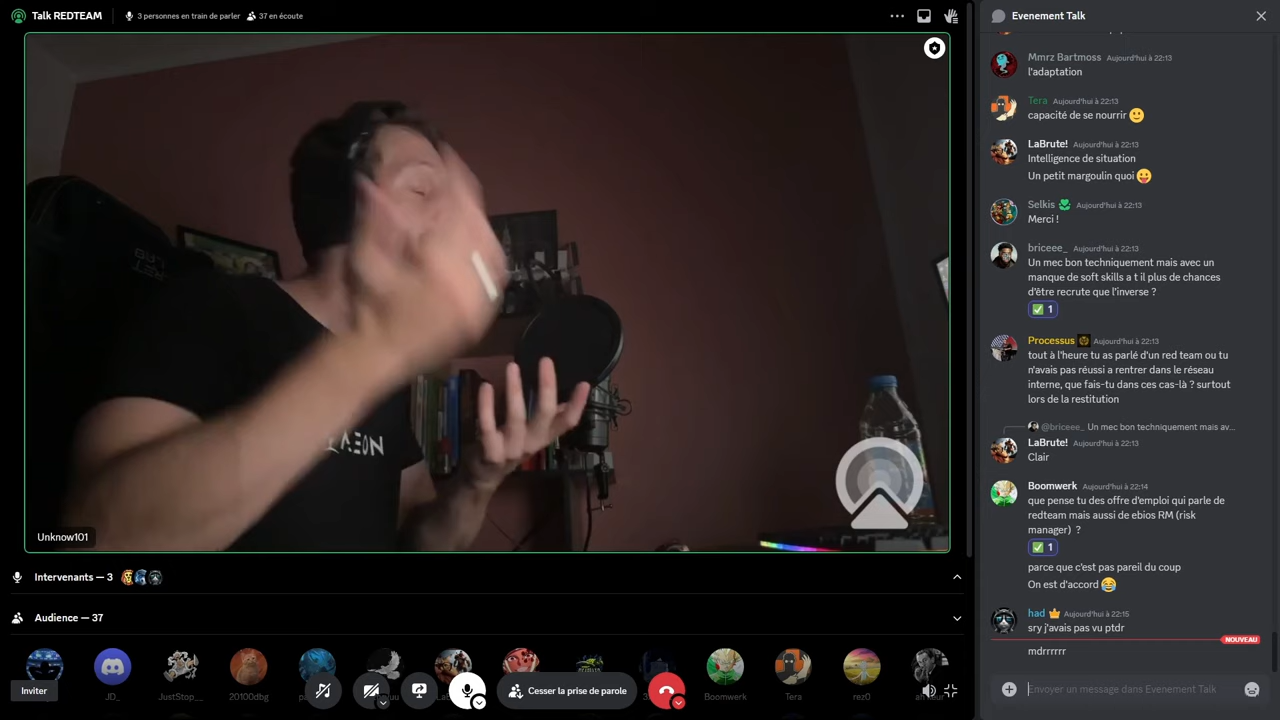 Talk REDTEAM
3 personnes en train de parler
37 en écoute
Unknow101
Intervenants — 3
Audience — 37
JD_
JustStop__
20100dbg
Boomwerk
Tera
rez0
Inviter
Cesser la prise de parole
Evenement Talk
Mmrz Bartmoss Aujourd'hui à 22:13
l'adaptation
Tera Aujourd'hui à 22:13
capacité de se nourrir 🙂
LaBrute! Aujourd'hui à 22:13
Intelligence de situation
Un petit margoulin quoi 😛
Selkis Aujourd'hui à 22:13
Merci !
briceee_ Aujourd'hui à 22:13
Un mec bon techniquement mais avec un
manque de soft skills a t il plus de chances
d'être recrute que l'inverse ?
✅ 1
Processus Aujourd'hui à 22:13
tout à l'heure tu as parlé d'un red team ou tu
n'avais pas réussi a rentrer dans le réseau
interne, que fais-tu dans ces cas-là ? surtout
lors de la restitution
@briceee_ Un mec bon techniquement mais av...
LaBrute! Aujourd'hui à 22:13
Clair
Boomwerk Aujourd'hui à 22:14
que pense tu des offre d'emploi qui parle de
redteam mais aussi de ebios RM (risk
manager) ?
✅ 1
parce que c'est pas pareil du coup
On est d'accord 😂
had Aujourd'hui à 22:15
sry j'avais pas vu ptdr
NOUVEAU
mdrrrrrr
Envoyer un message dans Evenement Talk